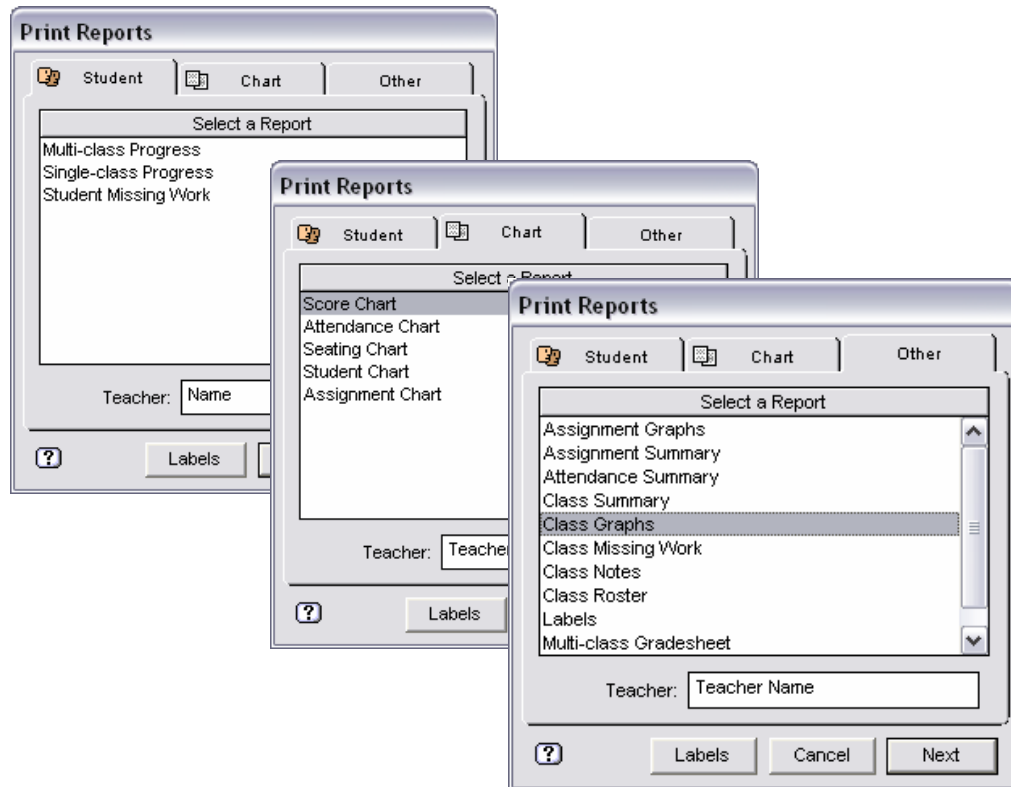 Print Reports
Student Chart Other
Select a Report
Multi-class Progress
Single-class Progress
Student Missing Work
Teacher: Name
Labels
Print Reports
Student Chart Other
Select a Report
Score Chart
Attendance Chart
Seating Chart
Student Chart
Assignment Chart
Teacher: Teache
Labels
Print Reports
Student Chart Other
Select a Report
Assignment Graphs
Assignment Summary
Attendance Summary
Class Summary
Class Graphs
Class Missing Work
Class Notes
Class Roster
Labels
Multi-class Gradesheet
Teacher: Teacher Name
? Labels Cancel Next